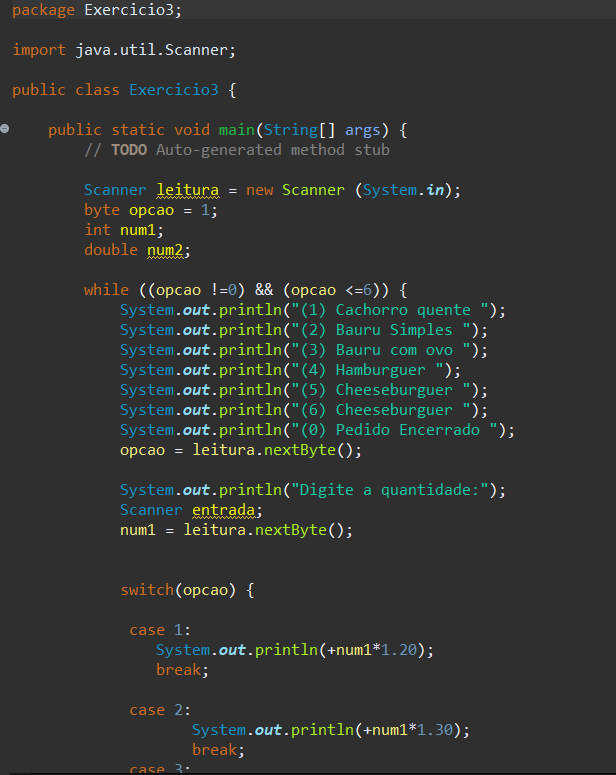 package Exercicio3;
import java.util.Scanner;
public class Exercicio3 {
public static void main(String[] args) {
// TODO Auto-generated method stub
Scanner leitura = new Scanner (System.in);
byte opcao = 1;
int num1;
double num2;
while ((opcao !=0) && (opcao <=6)) {
System.out.println("(1) Cachorro quente ");
System.out.println("(2) Bauru Simples ");
System.out.println("(3) Bauru com ovo ");
System.out.println("(4) Hamburguer ");
System.out.println("(5) Cheeseburguer ");
System.out.println("(6) Cheeseburguer ");
System.out.println("(0) Pedido Encerrado ");
opcao = leitura.nextByte();
System.out.println("Digite a quantidade:");
Scanner entrada;
num1 = leitura.nextByte();
switch(opcao) {
case 1:
System.out.println(+num1*1.20);
break;
case 2:
System.out.println(+num1*1.30);
break;
case 3: